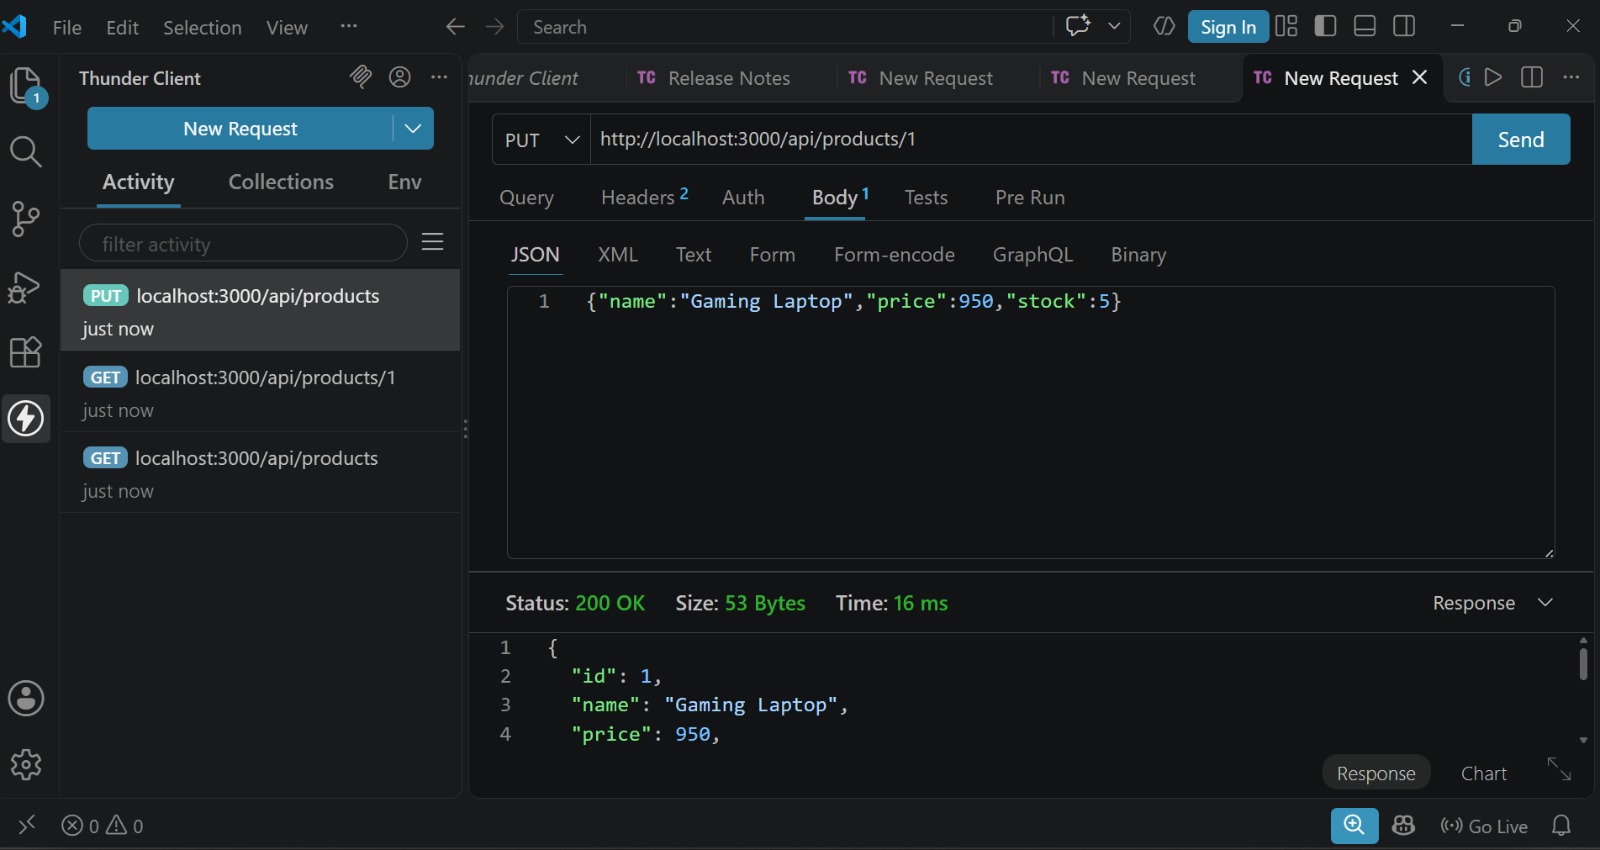 File Edit Selection View ··· Search Sign In
Thunder Client
1
New Request
Activity Collections Env
filter activity
PUT localhost:3000/api/products
just now
GET localhost:3000/api/products/1
just now
GET localhost:3000/api/products
just now
hunder Client TC Release Notes TC New Request TC New Request TC New Request
PUT http://localhost:3000/api/products/1 Send
Query Headers 2 Auth Body 1 Tests Pre Run
JSON XML Text Form Form-encode GraphQL Binary
1 {"name":"Gaming Laptop","price":950,"stock":5}
Status: 200 OK Size: 53 Bytes Time: 16 ms Response
1 {
2 "id": 1,
3 "name": "Gaming Laptop",
4 "price": 950,
Response Chart
0 0 Go Live